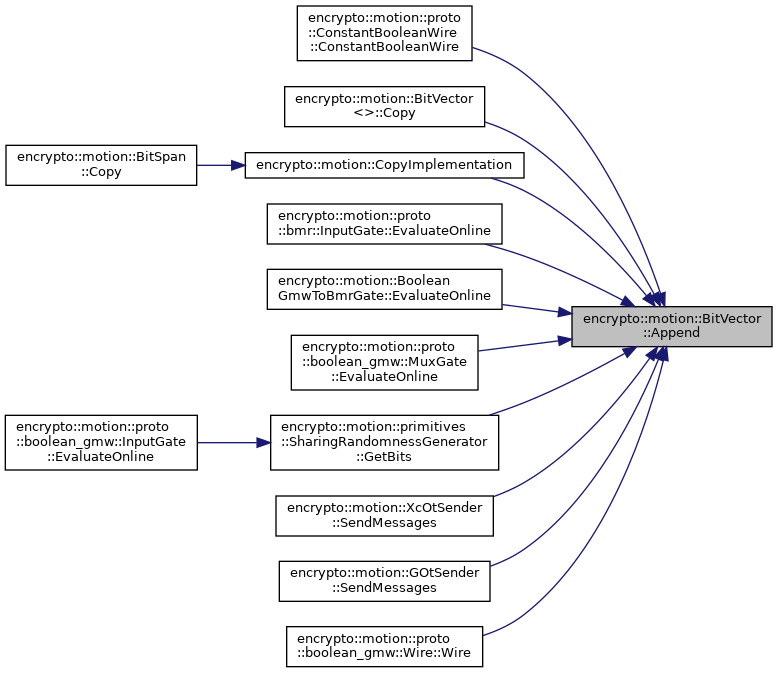 encrypto::motion::proto
::ConstantBooleanWire
::ConstantBooleanWire
encrypto::motion::BitVector
<>::Copy
encrypto::motion::BitSpan
::Copy
encrypto::motion::CopyImplementation
encrypto::motion::proto
::bmr::InputGate::EvaluateOnline
encrypto::motion::Boolean
GmwToBmrGate::EvaluateOnline
encrypto::motion::BitVector
::Append
encrypto::motion::proto
::boolean_gmw::MuxGate
::EvaluateOnline
encrypto::motion::proto
::boolean_gmw::InputGate
::EvaluateOnline
encrypto::motion::primitives
::SharingRandomnessGenerator
::GetBits
encrypto::motion::XcOtSender
::SendMessages
encrypto::motion::GOtSender
::SendMessages
encrypto::motion::proto
::boolean_gmw::Wire::Wire